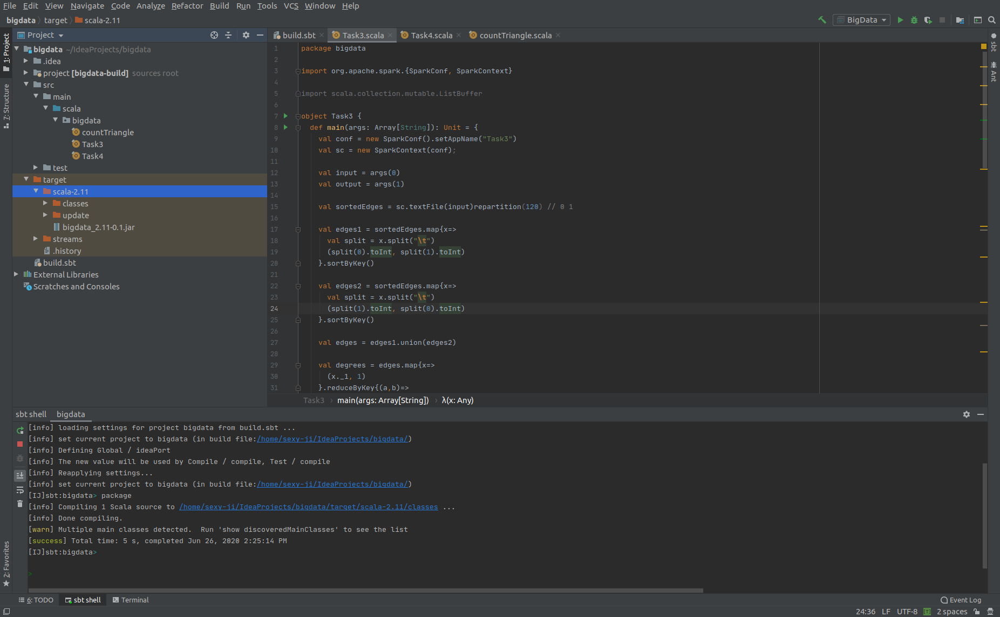 File Edit View Navigate Code Analyze Refactor Build Run Tools VCS Window Help
bigdata target scala-2.11
BigData
1: Project
7: Structure
2: Favorites
Project
bigdata ~/IdeaProjects/bigdata
.idea
project [bigdata-build] sources root
src
main
scala
bigdata
countTriangle
Task3
Task4
test
target
scala-2.11
classes
update
bigdata_2.11-0.1.jar
streams
.history
build.sbt
External Libraries
Scratches and Consoles
build.sbt Task3.scala Task4.scala countTriangle.scala
1 package bigdata
2
3 import org.apache.spark.{SparkConf, SparkContext}
4
5 import scala.collection.mutable.ListBuffer
6
7 object Task3 {
8 def main(args: Array[String]): Unit = {
9 val conf = new SparkConf().setAppName("Task3")
10 val sc = new SparkContext(conf);
11
12 val input = args(0)
13 val output = args(1)
14
15 val sortedEdges = sc.textFile(input)repartition(120) // 0 1
16
17 val edges1 = sortedEdges.map{x=>
18 val split = x.split("\t")
19 (split(0).toInt, split(1).toInt)
20 }.sortByKey()
21
22 val edges2 = sortedEdges.map{x=>
23 val split = x.split("\t")
24 (split(1).toInt, split(0).toInt)
25 }.sortByKey()
26
27 val edges = edges1.union(edges2)
28
29 val degrees = edges.map{x=>
30 (x._1, 1)
31 }.reduceByKey{(a,b)=>
Task3 main(args: Array[String]) λ(x: Any)
sbt
Ant
sbt shell bigdata
[info] loading settings for project bigdata from build.sbt ...
[info] set current project to bigdata (in build file:/home/sexy-ji/IdeaProjects/bigdata/)
[info] Defining Global / ideaPort
[info] The new value will be used by Compile / compile, Test / compile
[info] Reapplying settings...
[info] set current project to bigdata (in build file:/home/sexy-ji/IdeaProjects/bigdata/)
[IJ]sbt:bigdata> package
[info] Compiling 1 Scala source to /home/sexy-ji/IdeaProjects/bigdata/target/scala-2.11/classes ...
[info] Done compiling.
[warn] Multiple main classes detected.  Run 'show discoveredMainClasses' to see the list
[success] Total time: 5 s, completed Jun 26, 2020 2:25:14 PM
[IJ]sbt:bigdata>
>
6: TODO sbt shell Terminal Event Log
24:36 LF UTF-8 [T] 2 spaces